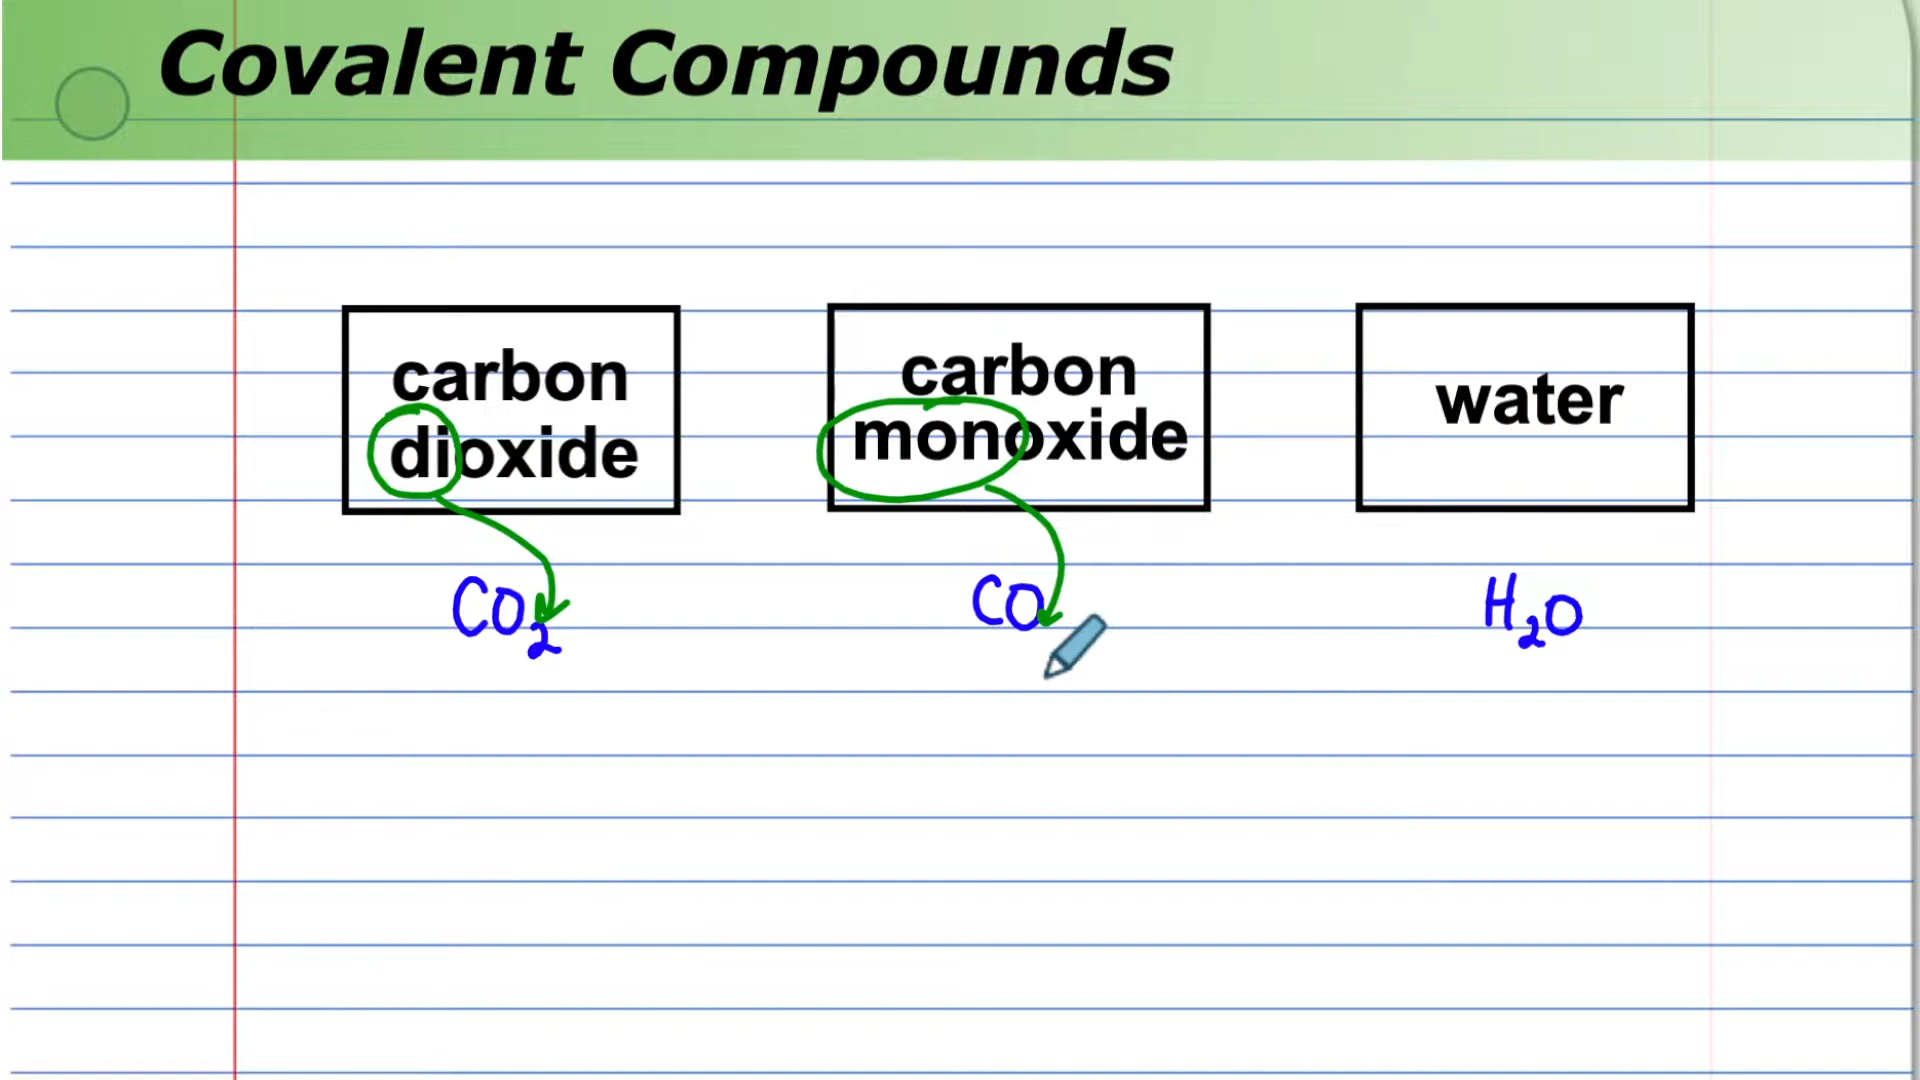 Covalent Compounds
carbon
dioxide
carbon
monoxide
water
CO₂
CO
H₂O